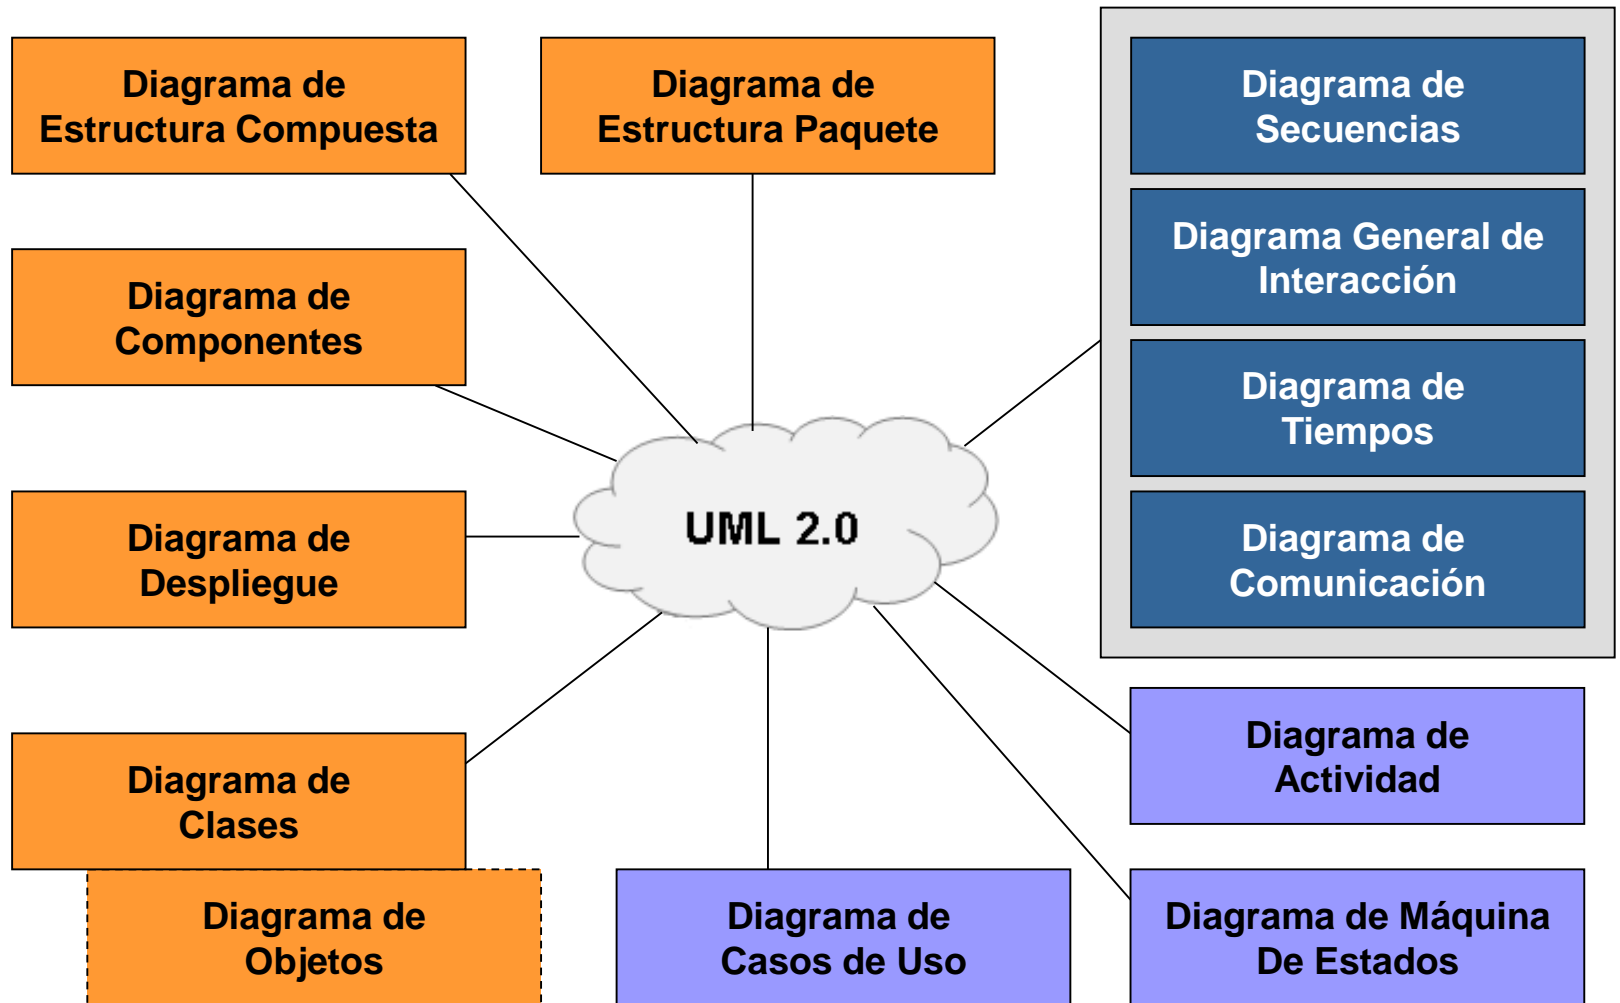 Diagrama de
Estructura Compuesta
Diagrama de
Estructura Paquete
Diagrama de
Secuencias
Diagrama General de
Interacción
Diagrama de
Componentes
Diagrama de
Tiempos
UML 2.0
Diagrama de
Despliegue
Diagrama de
Comunicación
Diagrama de
Actividad
Diagrama de
Clases
Diagrama de
Objetos
Diagrama de
Casos de Uso
Diagrama de Máquina
De Estados